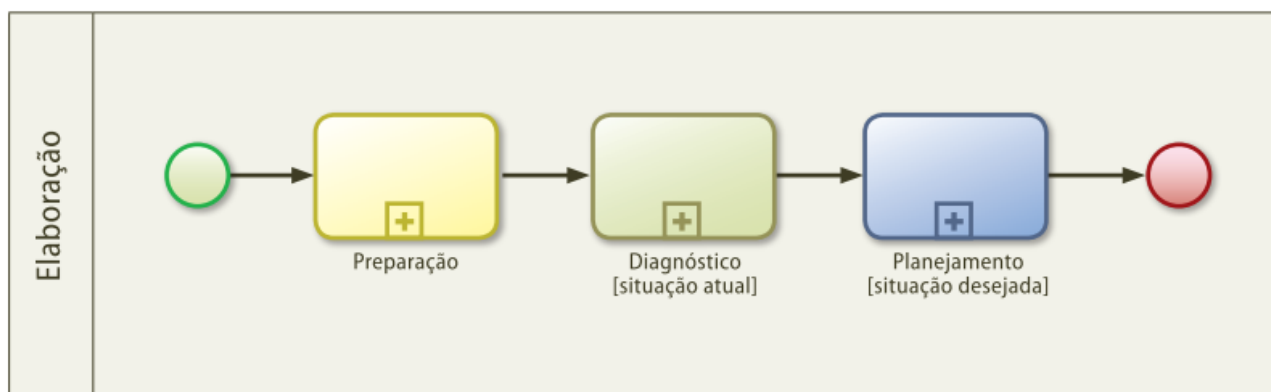 Elaboração
Preparação
Diagnóstico
[situação atual]
Planejamento
[situação desejada]